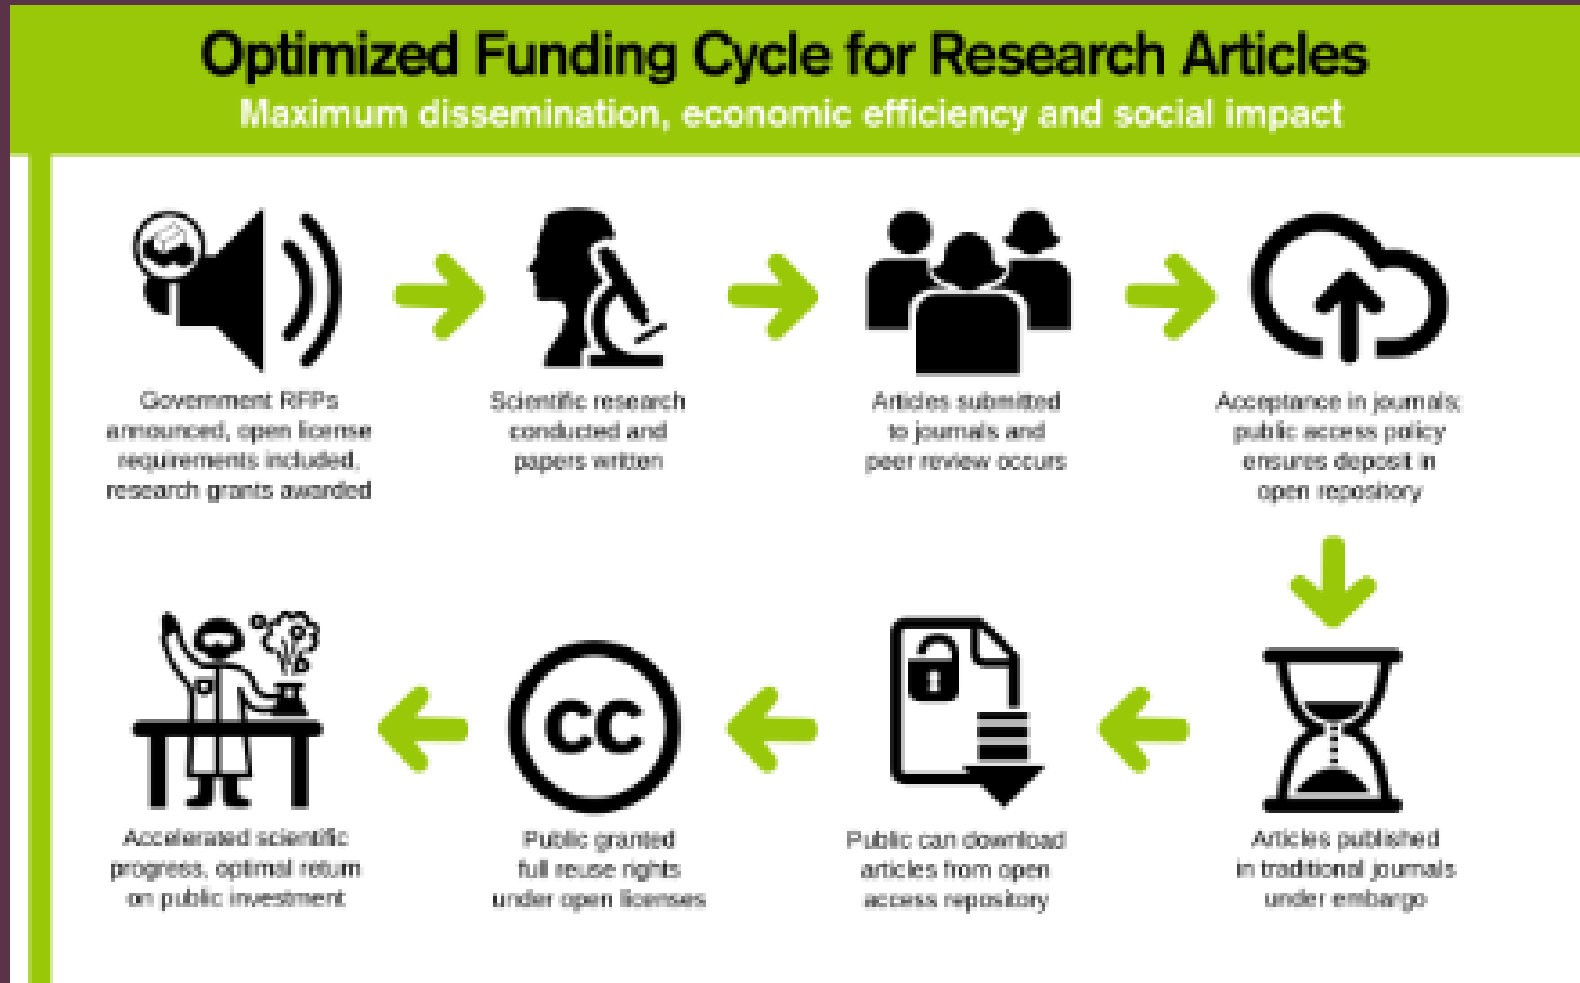 Optimized Funding Cycle for Research Articles
Maximum dissemination, economic efficiency and social impact
Government RFPs
announced, open license
requirements included,
research grants awarded
Scientific research
conducted and
papers written
Articles submitted
to journals and
peer review occurs
Acceptance in journals;
public access policy
ensures deposit in
open repository
Accelerated scientific
progress, optimal return
on public investment
CC
Public granted
full reuse rights
under open licenses
Public can download
articles from open
access repository
Articles published
in traditional journals
under embargo